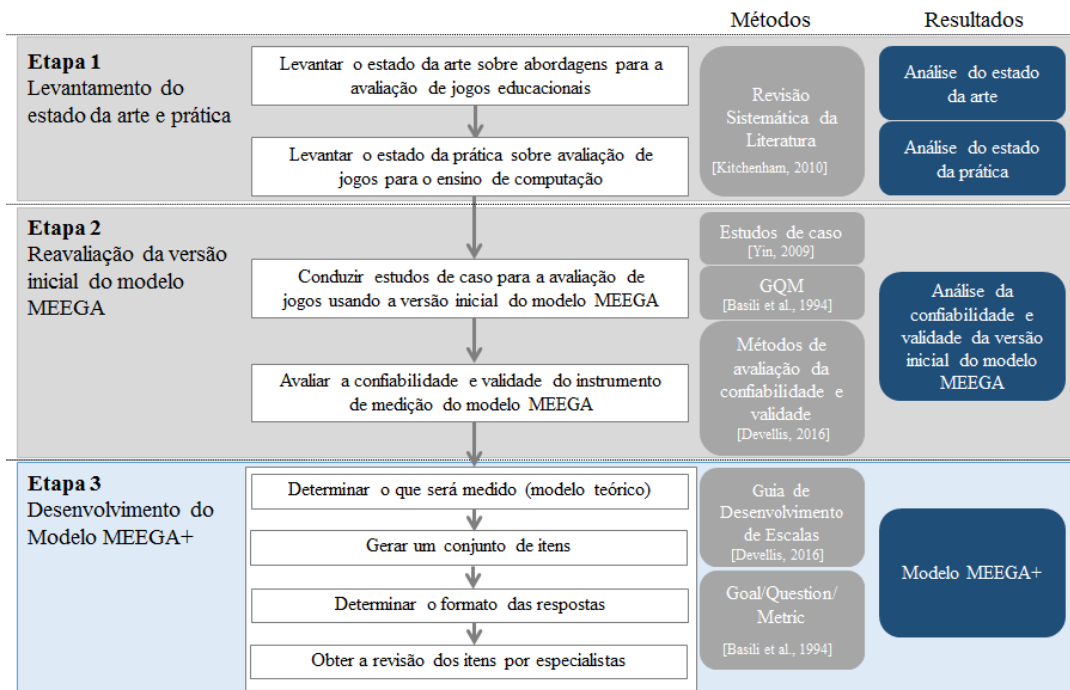 Métodos
Resultados
Etapa 1
Levantamento do
estado da arte e prática
Levantar o estado da arte sobre abordagens para a
avaliação de jogos educacionais
Levantar o estado da prática sobre avaliação de
jogos para o ensino de computação
Revisão
Sistemática da
Literatura
[Kitchenham, 2010]
Análise do estado
da arte
Análise do estado
da prática
Etapa 2
Reavaliação da versão
inicial do modelo
MEEGA
Conduzir estudos de caso para a avaliação de
jogos usando a versão inicial do modelo MEEGA
Avaliar a confiabilidade e validade do instrumento
de medição do modelo MEEGA
Estudos de caso
[Yin, 2009]
GQM
[Basili et al., 1994]
Métodos de
avaliação da
confiabilidade e
validade
[Devellis, 2016]
Análise da
confiabilidade e
validade da versão
inicial do modelo
MEEGA
Etapa 3
Desenvolvimento do
Modelo MEEGA+
Determinar o que será medido (modelo teórico)
Gerar um conjunto de itens
Determinar o formato das respostas
Obter a revisão dos itens por especialistas
Guia de
Desenvolvimento
de Escalas
[Devellis, 2016]
Goal/Question/
Metric
[Basili et al., 1994]
Modelo MEEGA+